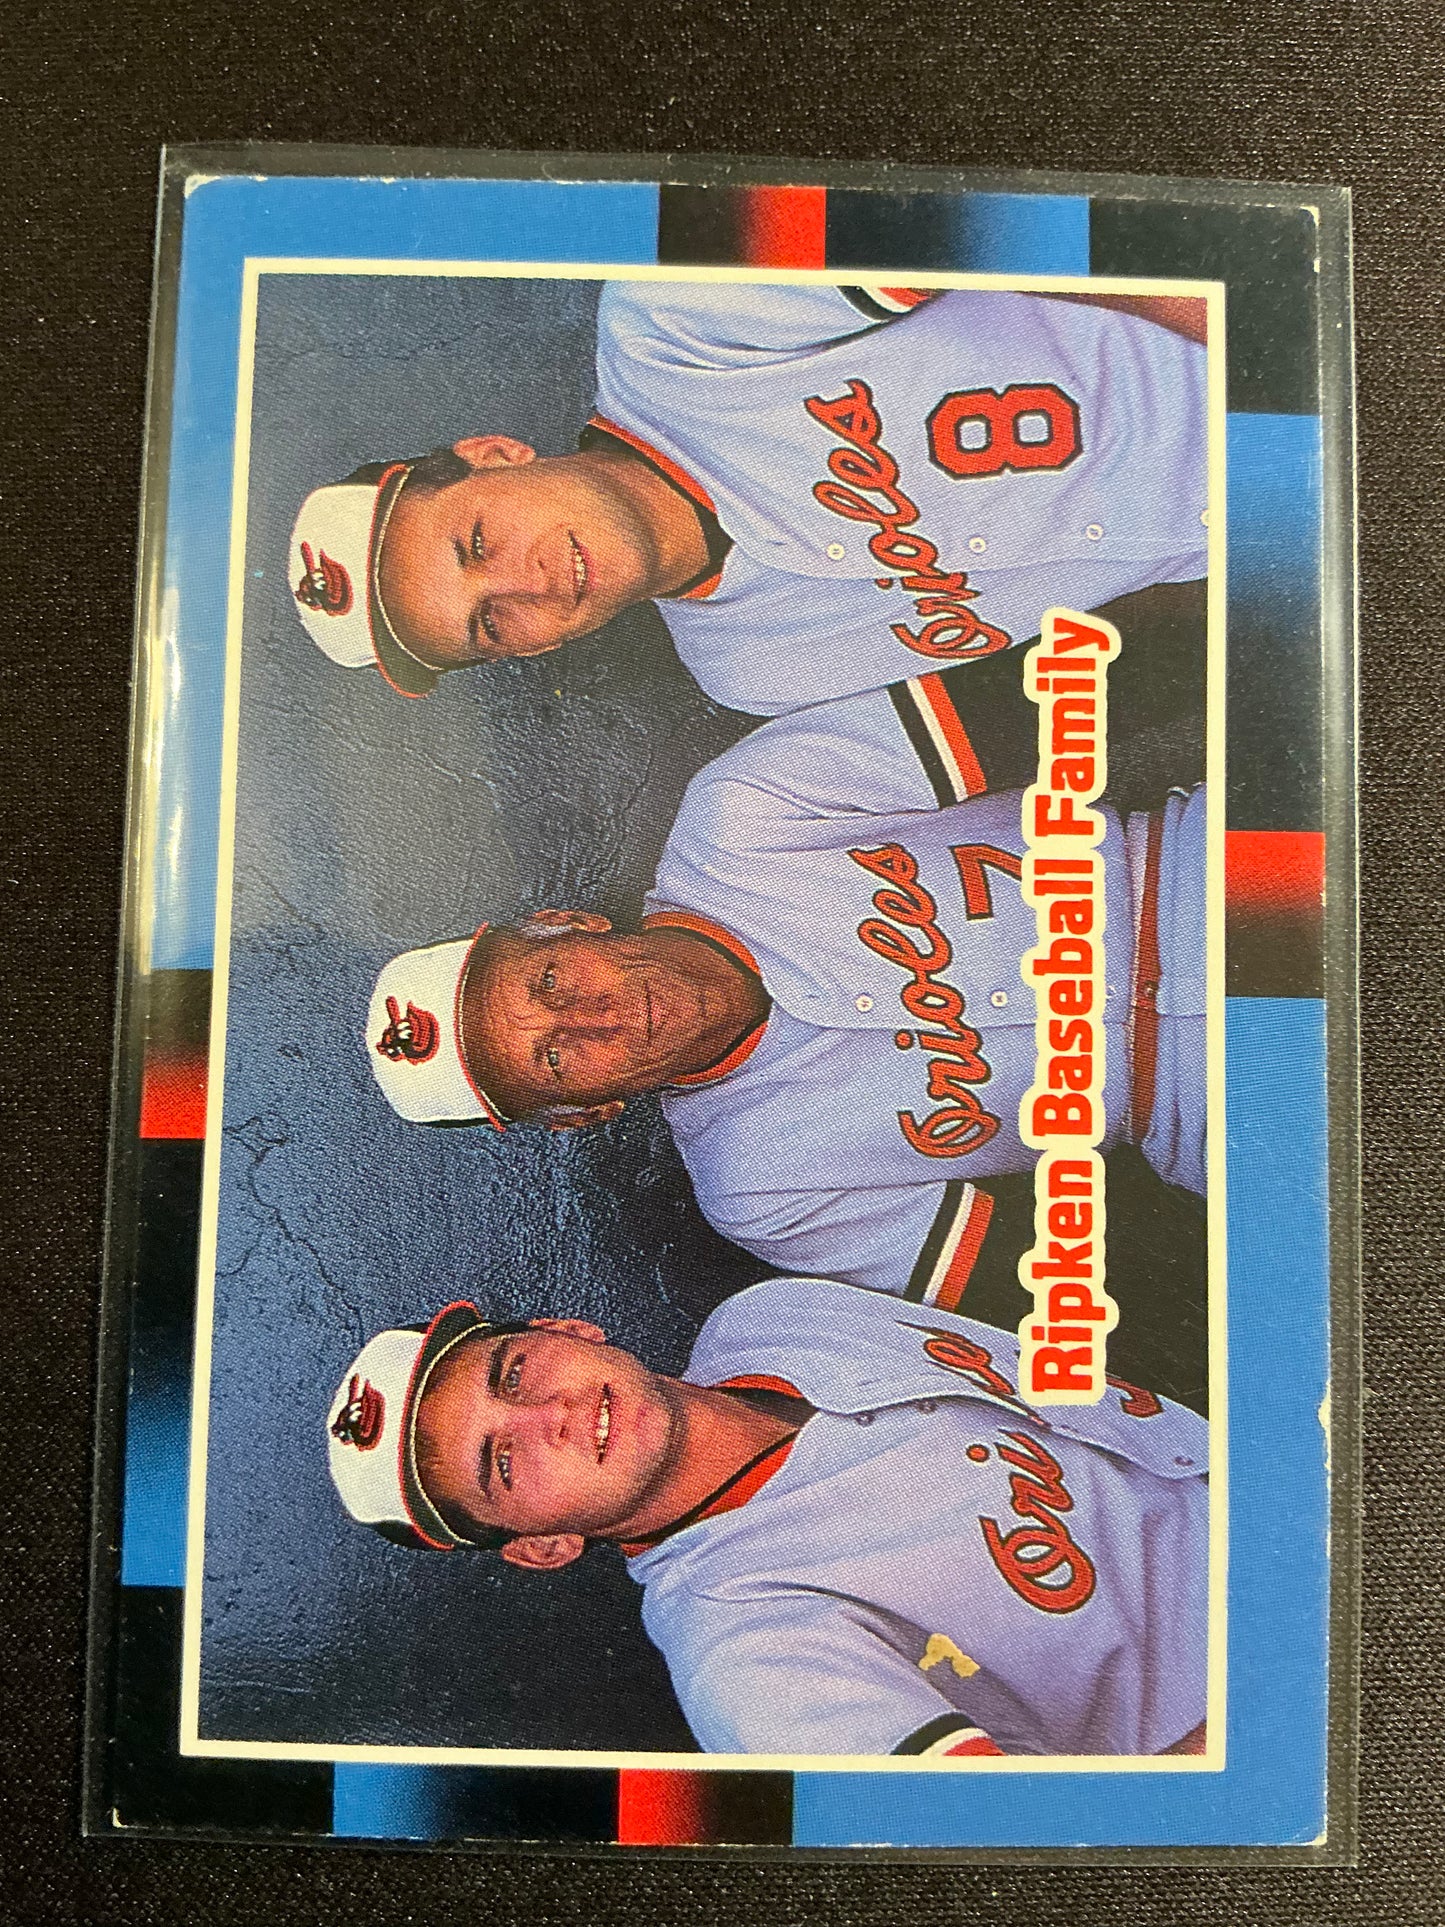 Orioles
8
Orioles
7
Ori
Ripken Baseball Family